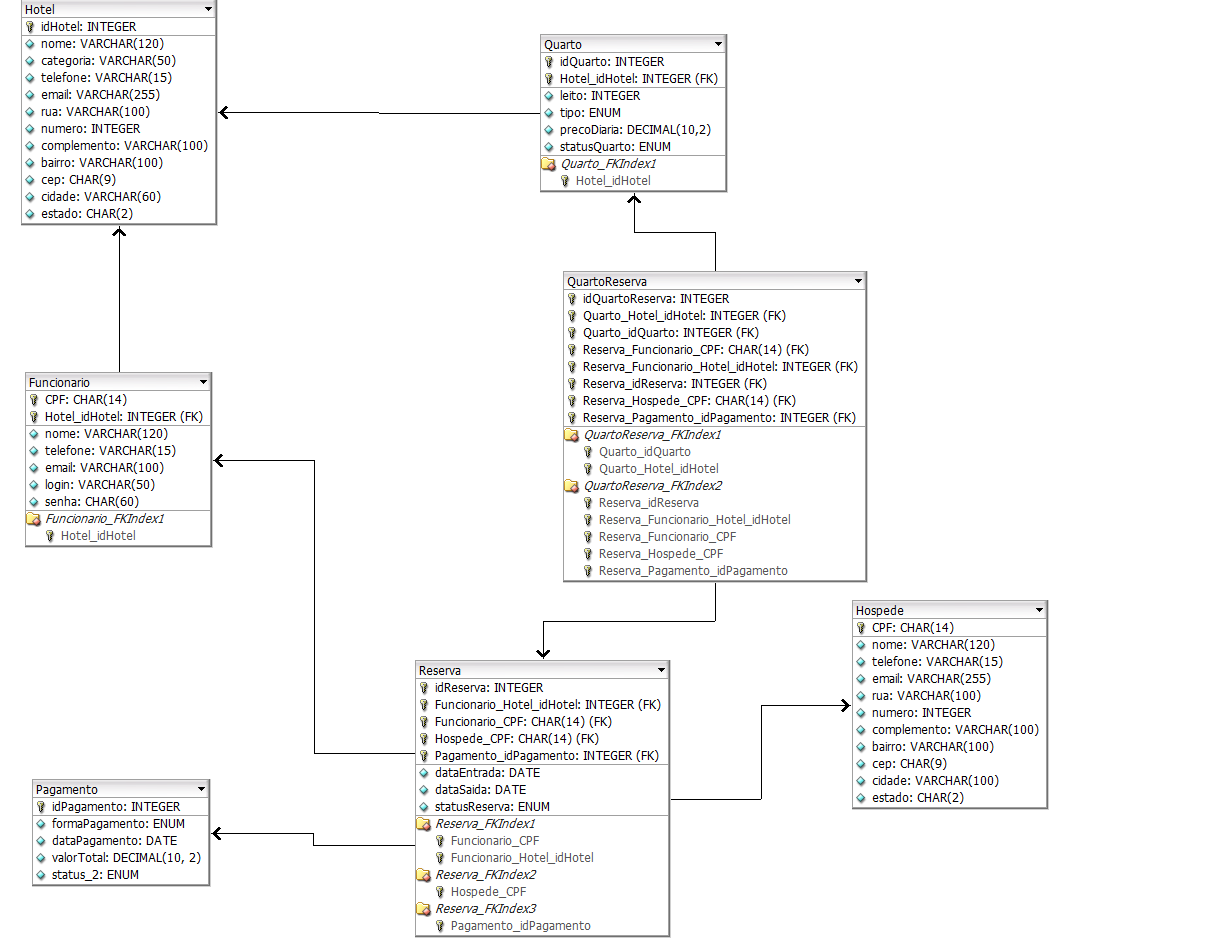 Hotel
idHotel: INTEGER
nome: VARCHAR(120)
categoria: VARCHAR(50)
telefone: VARCHAR(15)
email: VARCHAR(255)
rua: VARCHAR(100)
numero: INTEGER
complemento: VARCHAR(100)
bairro: VARCHAR(100)
cep: CHAR(9)
cidade: VARCHAR(60)
estado: CHAR(2)
Quarto
idQuarto: INTEGER
Hotel_idHotel: INTEGER (FK)
leito: INTEGER
tipo: ENUM
precoDiaria: DECIMAL(10,2)
statusQuarto: ENUM
Quarto_FKIndex1
Hotel_idHotel
QuartoReserva
idQuartoReserva: INTEGER
Quarto_Hotel_idHotel: INTEGER (FK)
Quarto_idQuarto: INTEGER (FK)
Reserva_Funcionario_CPF: CHAR(14) (FK)
Reserva_Funcionario_Hotel_idHotel: INTEGER (FK)
Reserva_idReserva: INTEGER (FK)
Reserva_Hospede_CPF: CHAR(14) (FK)
Reserva_Pagamento_idPagamento: INTEGER (FK)
QuartoReserva_FKIndex1
Quarto_idQuarto
Quarto_Hotel_idHotel
QuartoReserva_FKIndex2
Reserva_idReserva
Reserva_Funcionario_Hotel_idHotel
Reserva_Funcionario_CPF
Reserva_Hospede_CPF
Reserva_Pagamento_idPagamento
Funcionario
CPF: CHAR(14)
Hotel_idHotel: INTEGER (FK)
nome: VARCHAR(120)
telefone: VARCHAR(15)
email: VARCHAR(100)
login: VARCHAR(50)
senha: CHAR(60)
Funcionario_FKIndex1
Hotel_idHotel
Hospede
CPF: CHAR(14)
nome: VARCHAR(120)
telefone: VARCHAR(15)
email: VARCHAR(255)
rua: VARCHAR(100)
numero: INTEGER
complemento: VARCHAR(100)
bairro: VARCHAR(100)
cep: CHAR(9)
cidade: VARCHAR(100)
estado: CHAR(2)
Reserva
idReserva: INTEGER
Funcionario_Hotel_idHotel: INTEGER (FK)
Funcionario_CPF: CHAR(14) (FK)
Hospede_CPF: CHAR(14) (FK)
Pagamento_idPagamento: INTEGER (FK)
dataEntrada: DATE
dataSaida: DATE
statusReserva: ENUM
Reserva_FKIndex1
Funcionario_CPF
Funcionario_Hotel_idHotel
Reserva_FKIndex2
Hospede_CPF
Reserva_FKIndex3
Pagamento_idPagamento
Pagamento
idPagamento: INTEGER
formaPagamento: ENUM
dataPagamento: DATE
valorTotal: DECIMAL(10, 2)
status_2: ENUM